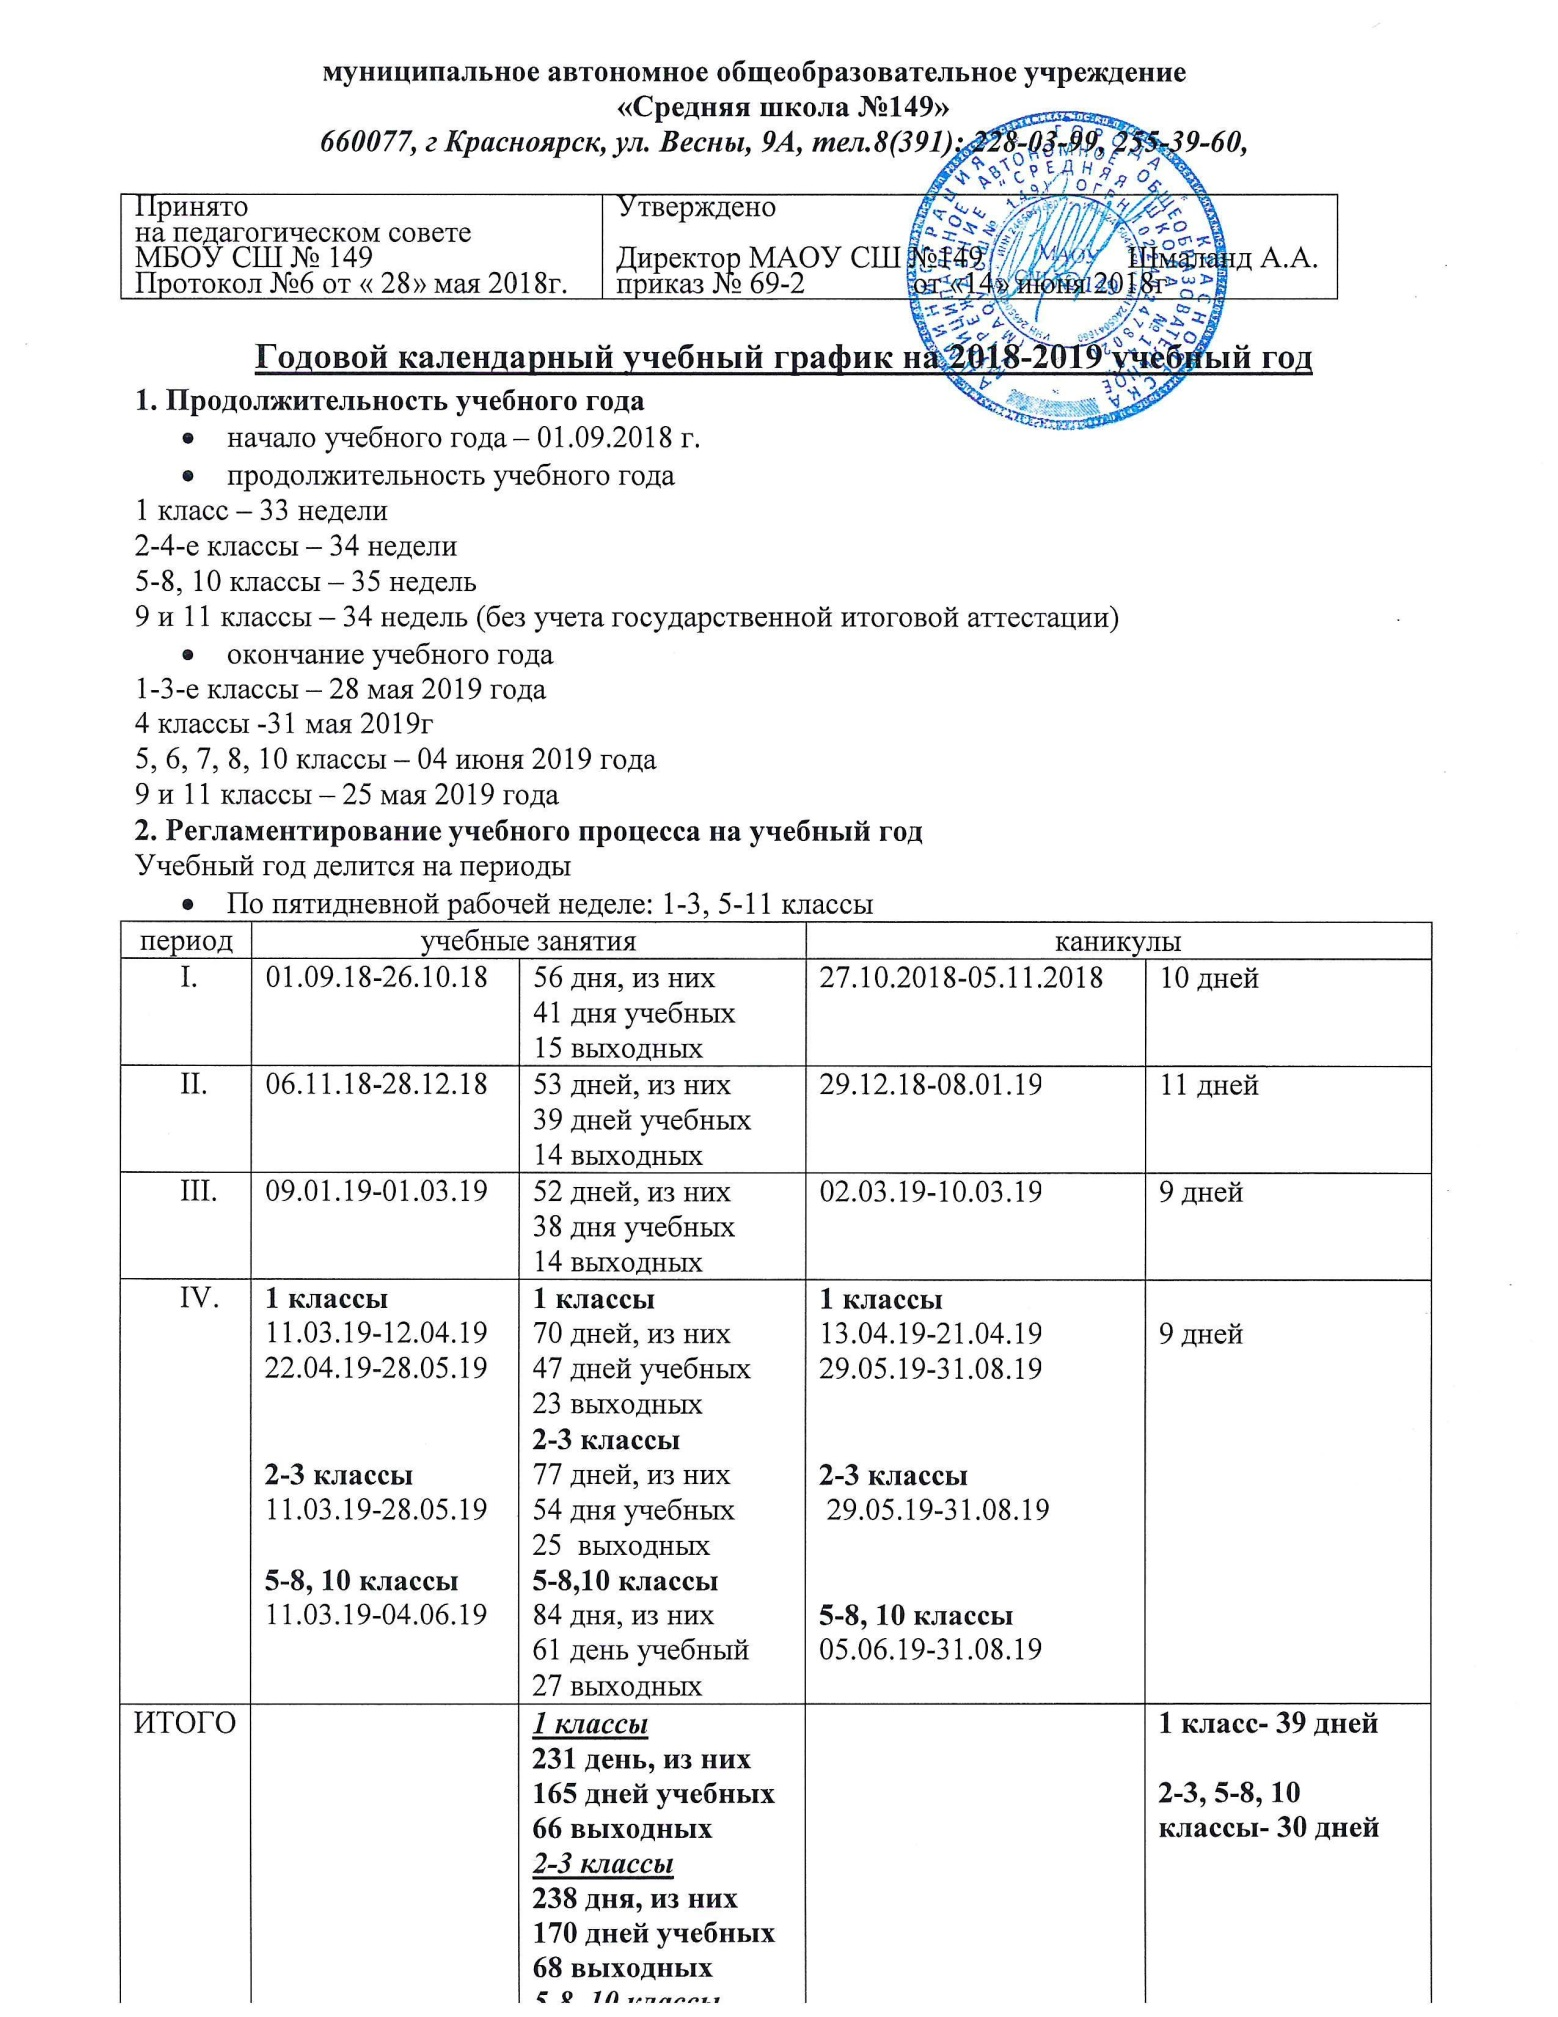 муниципальное автономное общеобразовательное учреждение
«Средняя школа №149»
660077, г Красноярск, ул. Весны, 9А, тел.8(391): 228-03-99, 255-39-60,
Принято
на педагогическом совете
МБОУ СШ № 149
Протокол №6 от « 28» мая 2018г.
Утверждено
Директор МАОУ СШ №149 Шмаланд А.А.
приказ № 69-2 от «14» июня 2018г
Годовой календарный учебный график на 2018-2019 учебный год
1. Продолжительность учебного года
• начало учебного года – 01.09.2018 г.
• продолжительность учебного года
1 класс – 33 недели
2-4-е классы – 34 недели
5-8, 10 классы – 35 недель
9 и 11 классы – 34 недель (без учета государственной итоговой аттестации)
• окончание учебного года
1-3-е классы – 28 мая 2019 года
4 классы -31 мая 2019г
5, 6, 7, 8, 10 классы – 04 июня 2019 года
9 и 11 классы – 25 мая 2019 года
2. Регламентирование учебного процесса на учебный год
Учебный год делится на периоды
• По пятидневной рабочей неделе: 1-3, 5-11 классы
период учебные занятия каникулы
I. 01.09.18-26.10.18 56 дня, из них 27.10.2018-05.11.2018 10 дней
41 дня учебных
15 выходных
II. 06.11.18-28.12.18 53 дней, из них 29.12.18-08.01.19 11 дней
39 дней учебных
14 выходных
III. 09.01.19-01.03.19 52 дней, из них 02.03.19-10.03.19 9 дней
38 дня учебных
14 выходных
IV. 1 классы 1 классы 1 классы
11.03.19-12.04.19 70 дней, из них 13.04.19-21.04.19 9 дней
22.04.19-28.05.19 47 дней учебных 29.05.19-31.08.19
23 выходных
2-3 классы
2-3 классы 77 дней, из них 2-3 классы
11.03.19-28.05.19 54 дня учебных 29.05.19-31.08.19
25 выходных
5-8, 10 классы 5-8,10 классы
11.03.19-04.06.19 84 дня, из них 5-8, 10 классы
61 день учебный 05.06.19-31.08.19
27 выходных
ИТОГО 1 классы 1 класс- 39 дней
231 день, из них
165 дней учебных 2-3, 5-8, 10
66 выходных классы- 30 дней
2-3 классы
238 дня, из них
170 дней учебных
68 выходных
5-8, 10 классы